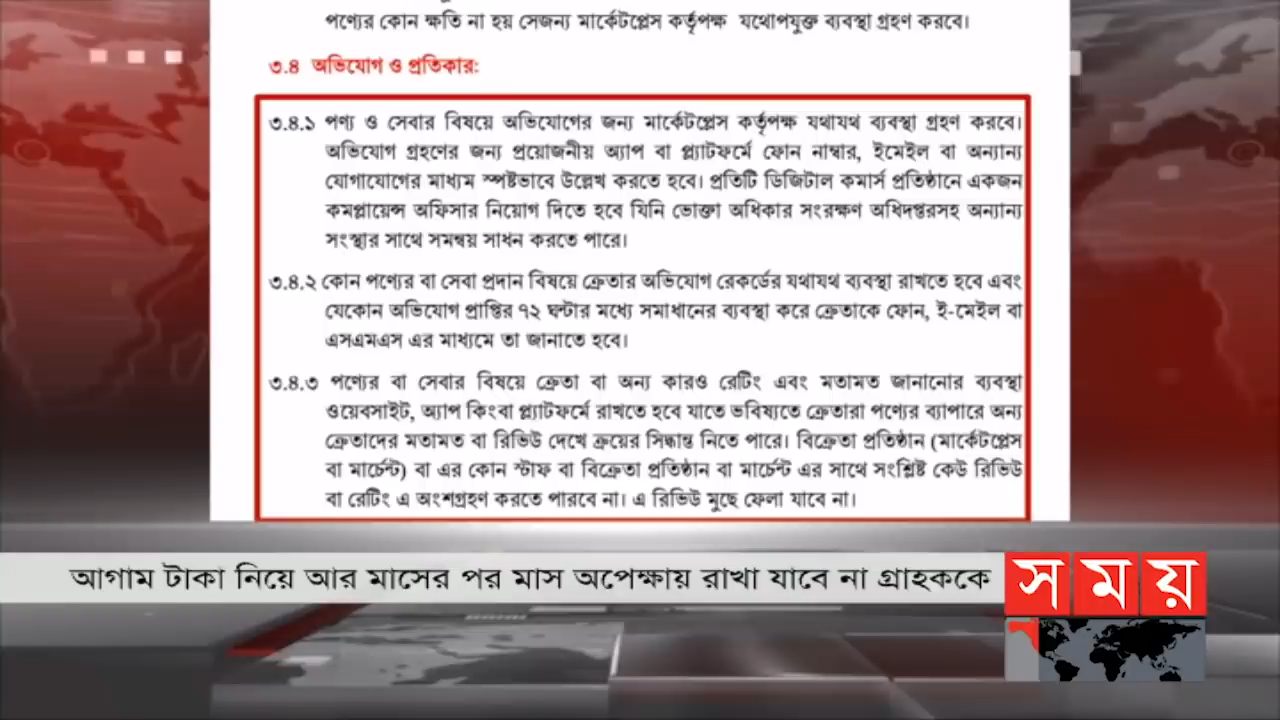 পণ্যের কোন ক্ষতি না হয় সেজন্য মার্কেটপ্লেস কর্তৃপক্ষ যথোপযুক্ত ব্যবস্থা গ্রহণ করবে।
৩.৪ অভিযোগ ও প্রতিকার:
৩.৪.১ পণ্য ও সেবার বিষয়ে অভিযোগের জন্য মার্কেটপ্লেস কর্তৃপক্ষ যথাযথ ব্যবস্থা গ্রহণ করবে।
অভিযোগ গ্রহণের জন্য প্রয়োজনীয় অ্যাপ বা প্ল্যাটফর্মে ফোন নাম্বার, ইমেইল বা অন্যান্য
যোগাযোগের মাধ্যম স্পষ্টভাবে উল্লেখ করতে হবে। প্রতিটি ডিজিটাল কমার্স প্রতিষ্ঠানে একজন
কমপ্লায়েন্স অফিসার নিয়োগ দিতে হবে যিনি ভোক্তা অধিকার সংরক্ষণ অধিদপ্তরসহ অন্যান্য
সংস্থার সাথে সমন্বয় সাধন করতে পারে।
৩.৪.২ কোন পণ্যের বা সেবা প্রদান বিষয়ে ক্রেতার অভিযোগ রেকর্ডের যথাযথ ব্যবস্থা রাখতে হবে এবং
যেকোন অভিযোগ প্রাপ্তির ৭২ ঘন্টার মধ্যে সমাধানের ব্যবস্থা করে ক্রেতাকে ফোন, ই-মেইল বা
এসএমএস এর মাধ্যমে তা জানাতে হবে।
৩.৪.৩ পণ্যের বা সেবার বিষয়ে ক্রেতা বা অন্য কারও রেটিং এবং মতামত জানানোর ব্যবস্থা
ওয়েবসাইট, অ্যাপ কিংবা প্ল্যাটফর্মে রাখতে হবে যাতে ভবিষ্যতে ক্রেতারা পণ্যের ব্যাপারে অন্য
ক্রেতাদের মতামত বা রিভিউ দেখে ক্রয়ের সিদ্ধান্ত নিতে পারে। বিক্রেতা প্রতিষ্ঠান (মার্কেটপ্লেস
বা মার্চেন্ট) বা এর কোন স্টাফ বা বিক্রেতা প্রতিষ্ঠান বা মার্চেন্ট এর সাথে সংশ্লিষ্ট কেউ রিভিউ
বা রেটিং এ অংশগ্রহণ করতে পারবে না। এ রিভিউ মুছে ফেলা যাবে না।
আগাম টাকা নিয়ে আর মাসের পর মাস অপেক্ষায় রাখা যাবে না গ্রাহককে
সময়